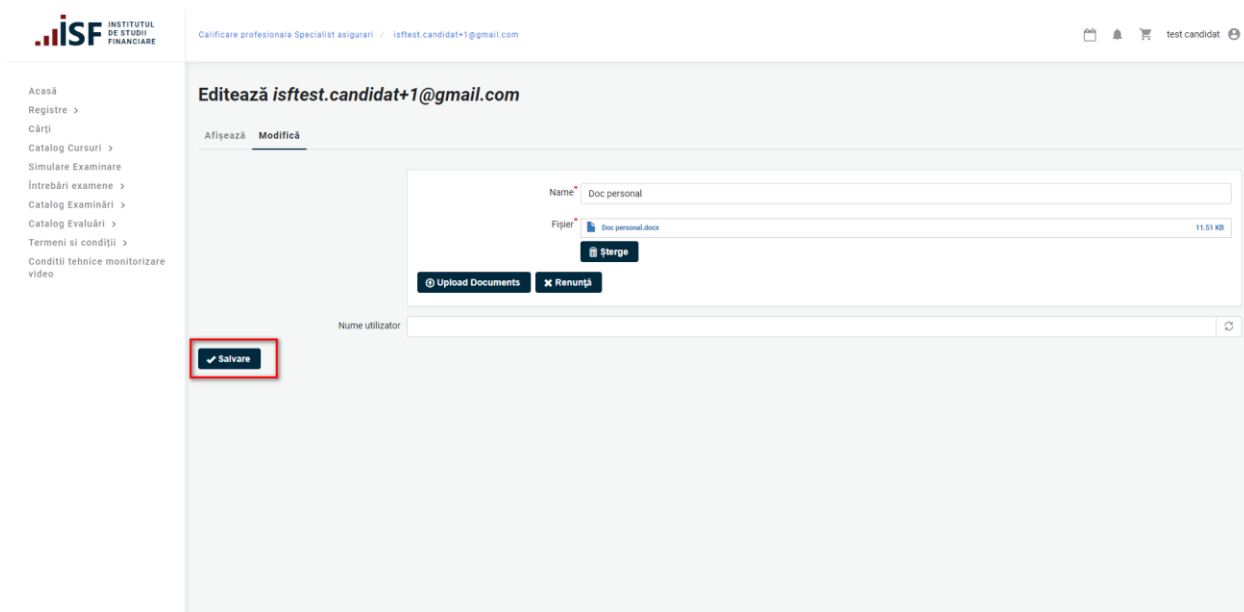 İSF INSTITUTUL
DE STUDII
FINANCIARE
Calificare profesionala Specialist asigurari / isftest.candidat+1@gmail.com
test candidat
Acasă
Registre >
Cărți
Catalog Cursuri >
Simulare Examinare
Întrebări examene >
Catalog Examinări >
Catalog Evaluări >
Termeni si condiții >
Conditii tehnice monitorizare
video
Editează isftest.candidat+1@gmail.com
Afișează Modifică
Name* Doc personal
Fișier* Doc personal.docx 11.51 KB
Șterge
Upload Documents Renunță
Nume utilizator
Salvare